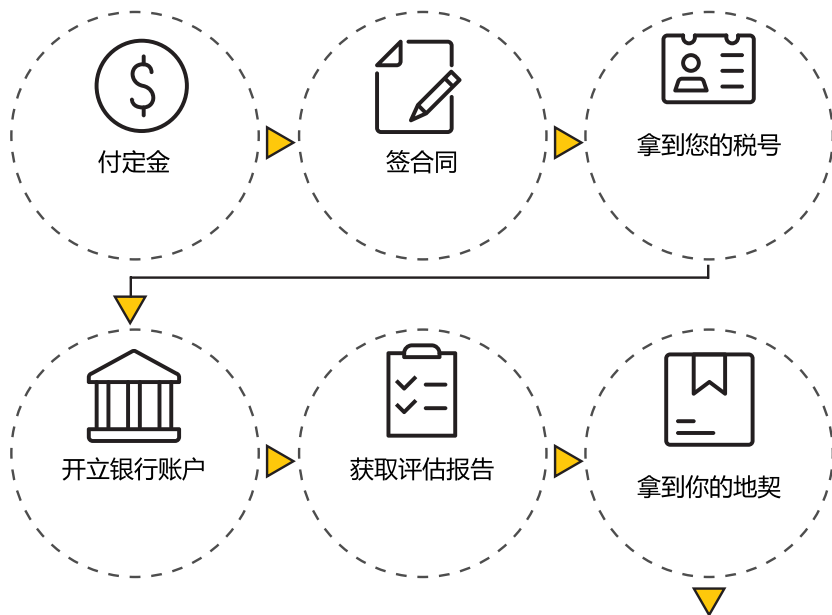 付定金
签合同
拿到您的税号
开立银行账户
获取评估报告
拿到你的地契